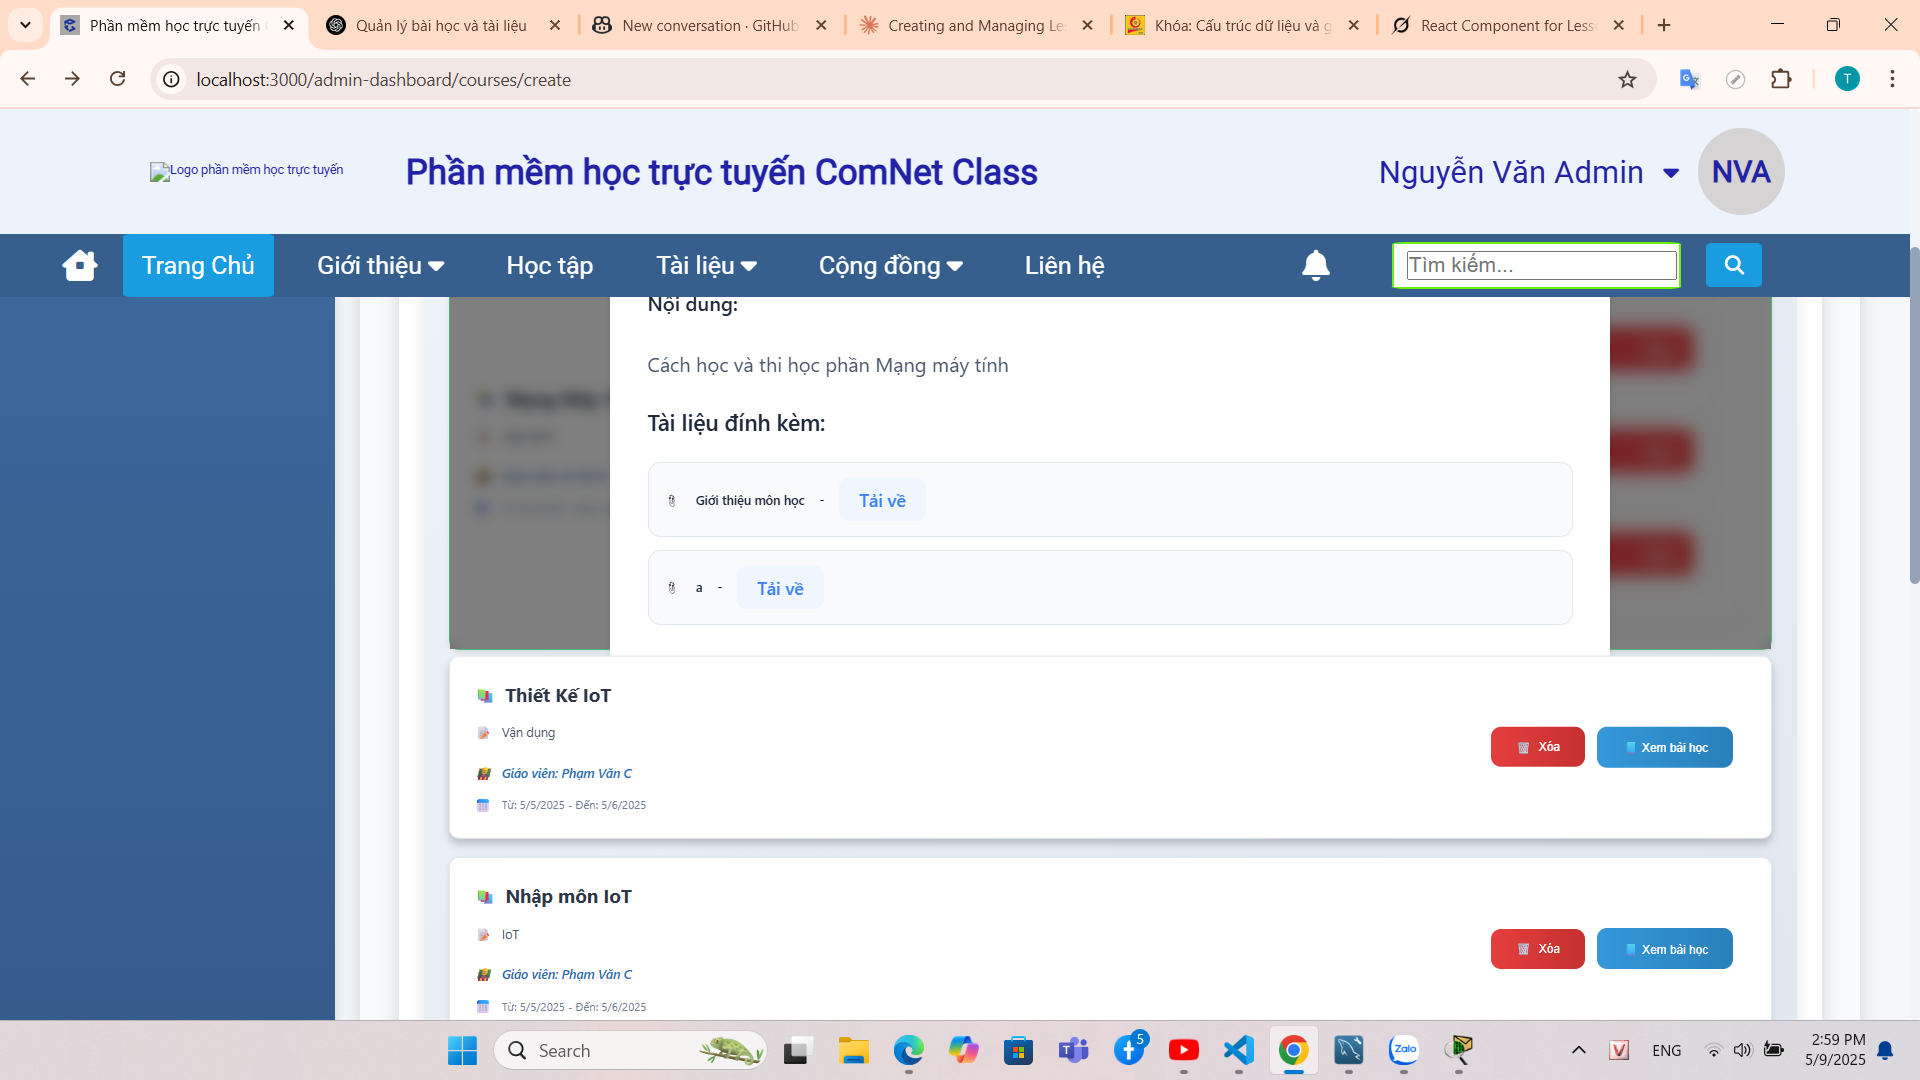 Phần mềm học trực tuyến
Quản lý bài học và tài liệu
New conversation · GitHub
Creating and Managing Le
Khóa: Cấu trúc dữ liệu và g
React Component for Less
localhost:3000/admin-dashboard/courses/create
T
Logo phần mềm học trực tuyến
Phần mềm học trực tuyến ComNet Class
Nguyễn Văn Admin
NVA
Trang Chủ
Giới thiệu
Học tập
Tài liệu
Cộng đồng
Liên hệ
Tìm kiếm...
Nội dung:
Cách học và thi học phần Mạng máy tính
Tài liệu đính kèm:
Giới thiệu môn học - Tải về
a - Tải về
Thiết Kế IoT
Vận dụng
Giáo viên: Phạm Văn C
Từ: 5/5/2025 - Đến: 5/6/2025
Xóa
Xem bài học
Nhập môn IoT
IoT
Giáo viên: Phạm Văn C
Từ: 5/5/2025 - Đến: 5/6/2025
Xóa
Xem bài học
Search
5
Zalo
V
ENG
2:59 PM
5/9/2025